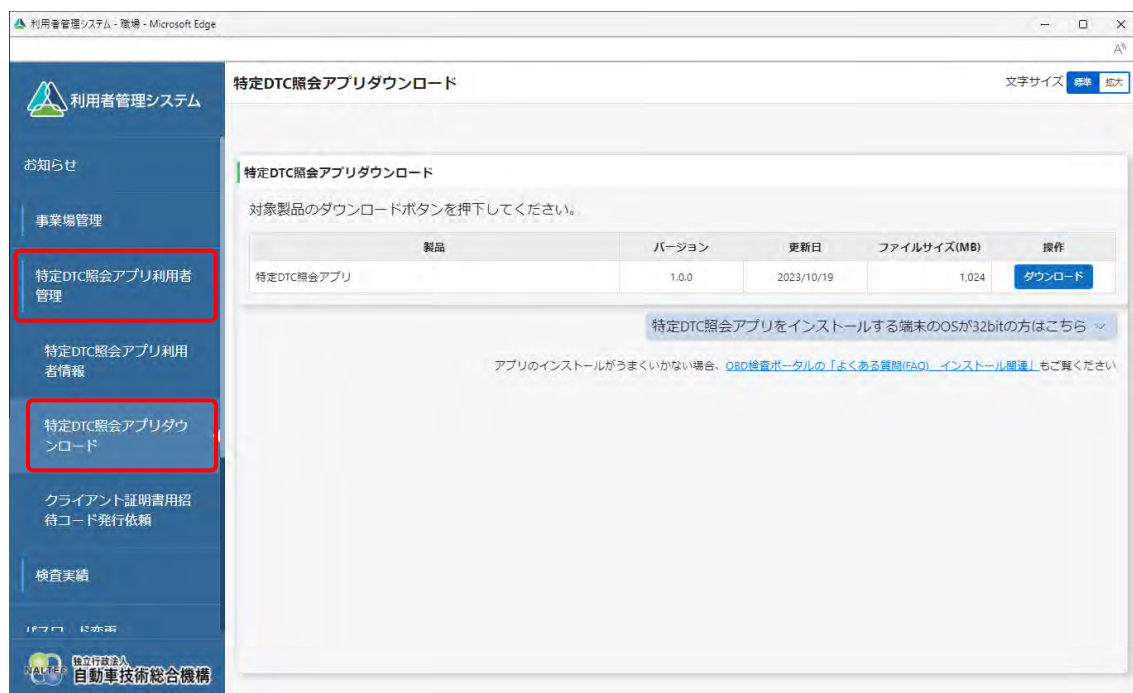 利用者管理システム - 職場 - Microsoft Edge
利用者管理システム
特定DTC照会アプリダウンロード
文字サイズ 標準 拡大
お知らせ
事業場管理
特定DTC照会アプリ利用者
管理
特定DTC照会アプリ利用
者情報
特定DTC照会アプリダウ
ンロード
クライアント証明書用招
待コード発行依頼
検査実績
パスワード変更
NALTEC 独立行政法人
自動車技術総合機構
特定DTC照会アプリダウンロード
対象製品のダウンロードボタンを押下してください。
製品 バージョン 更新日 ファイルサイズ(MB) 操作
特定DTC照会アプリ 1.0.0 2023/10/19 1,024 ダウンロード
特定DTC照会アプリをインストールする端末のOSが32bitの方はこちら
アプリのインストールがうまくいかない場合、OBD検査ポータルの「よくある質問(FAQ) インストール関連」もご覧ください